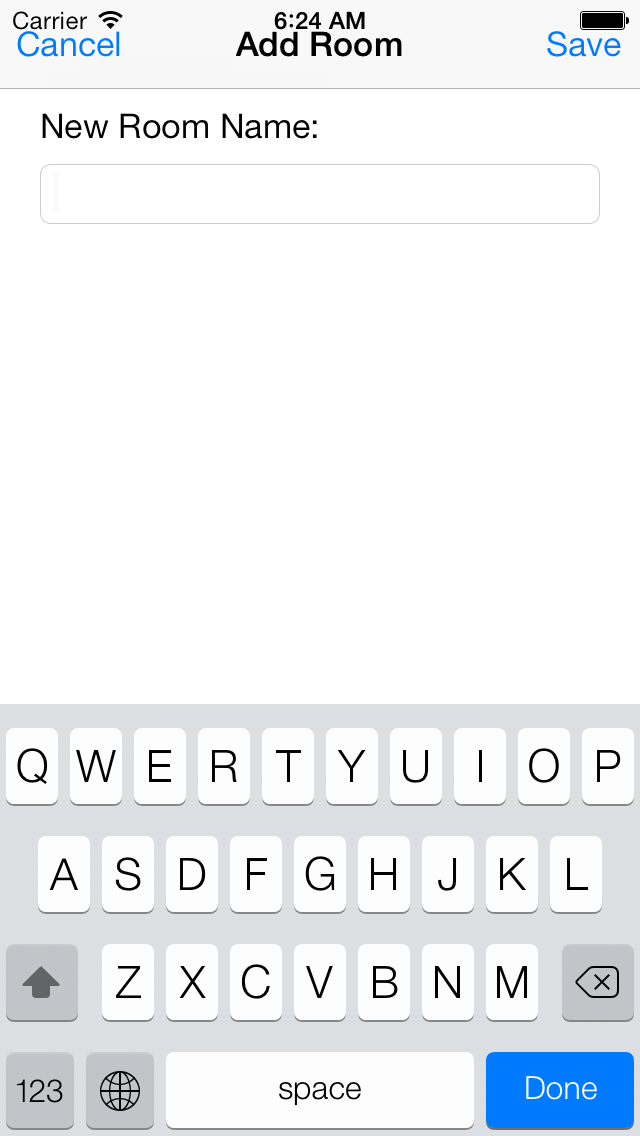 Carrier 6:24 AM
Cancel Add Room Save
New Room Name:
Q W E R T Y U I O P
A S D F G H J K L
Z X C V B N M
123 space Done